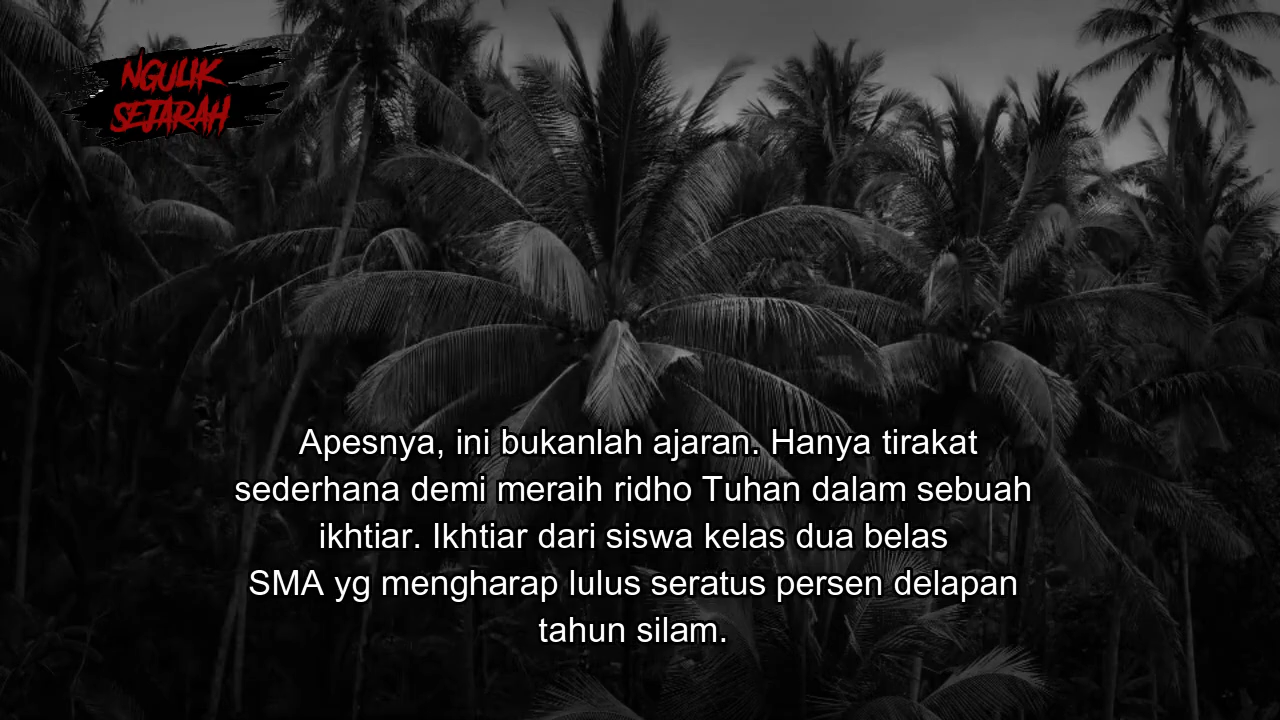 NGULIK
SEJARAH
Apesnya, ini bukanlah ajaran. Hanya tirakat
sederhana demi meraih ridho Tuhan dalam sebuah
ikhtiar. Ikhtiar dari siswa kelas dua belas
SMA yg mengharap lulus seratus persen delapan
tahun silam.